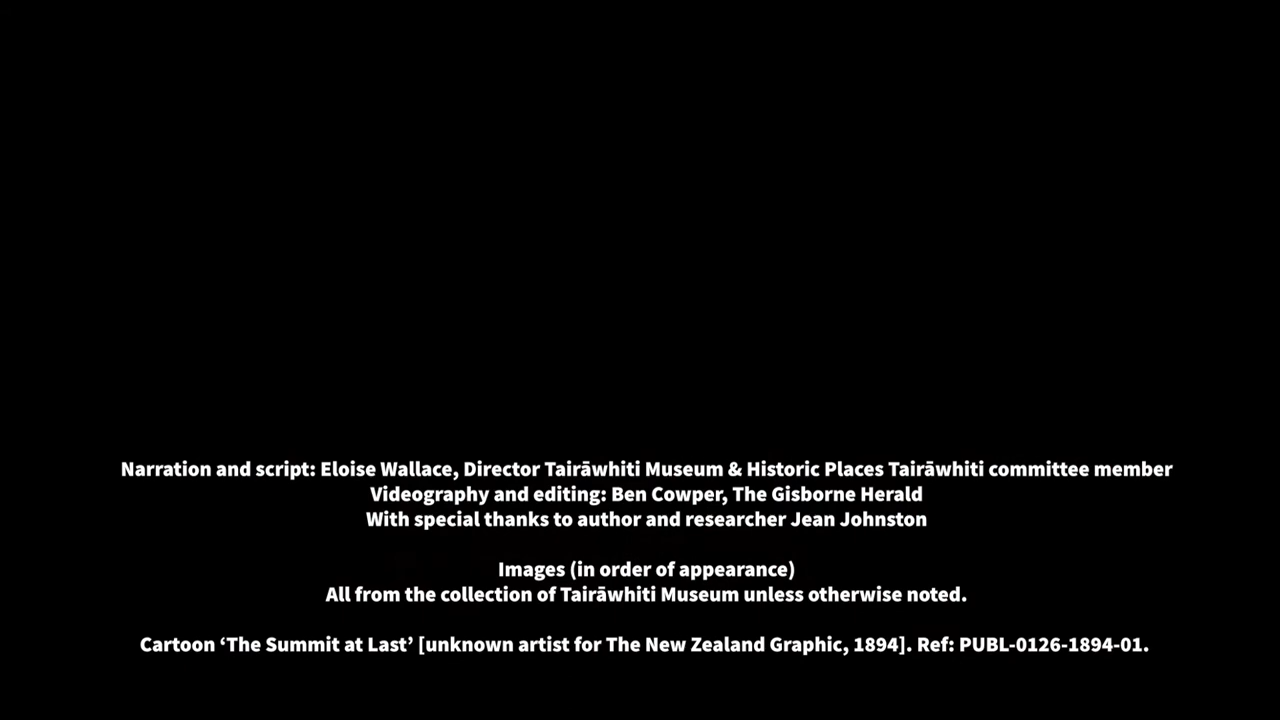 Narration and script: Eloise Wallace, Director Tairāwhiti Museum & Historic Places Tairāwhiti committee member
Videography and editing: Ben Cowper, The Gisborne Herald
With special thanks to author and researcher Jean Johnston
Images (in order of appearance)
All from the collection of Tairāwhiti Museum unless otherwise noted.
Cartoon ‘The Summit at Last’ [unknown artist for The New Zealand Graphic, 1894]. Ref: PUBL-0126-1894-01.